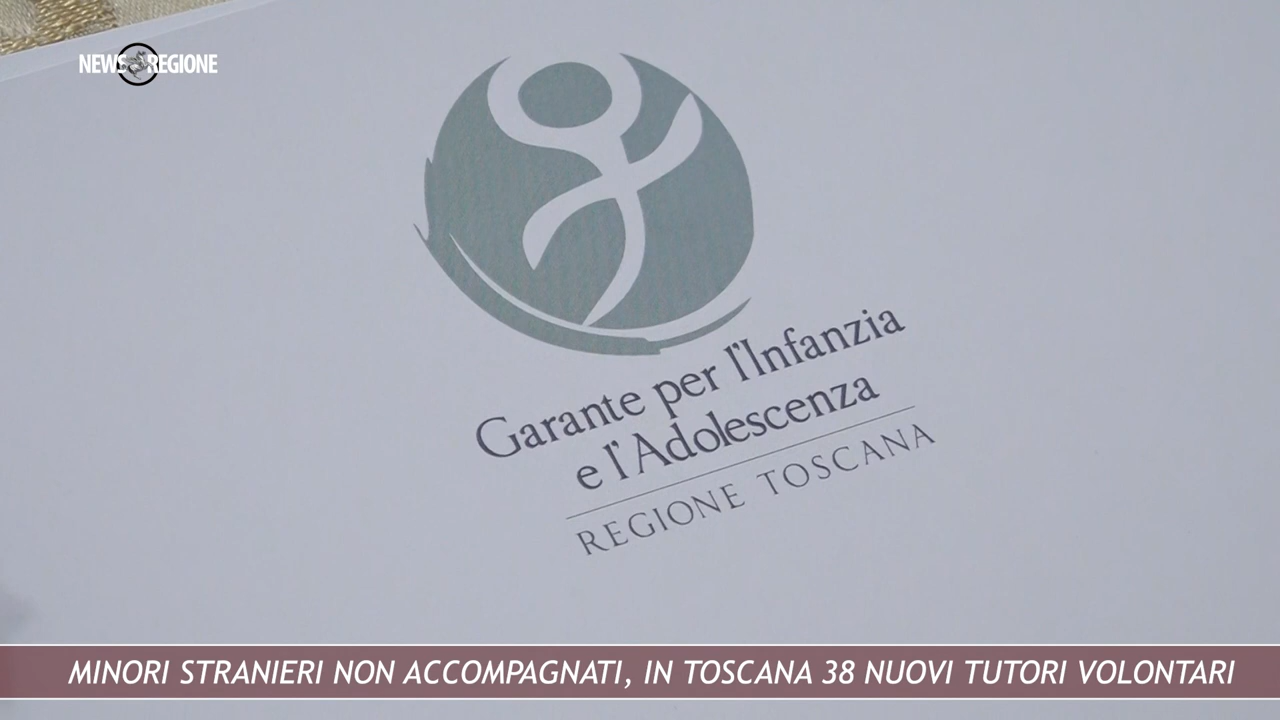 NEWS REGIONE
Garante per l'Infanzia
e l'Adolescenza
REGIONE TOSCANA
MINORI STRANIERI NON ACCOMPAGNATI, IN TOSCANA 38 NUOVI TUTORI VOLONTARI